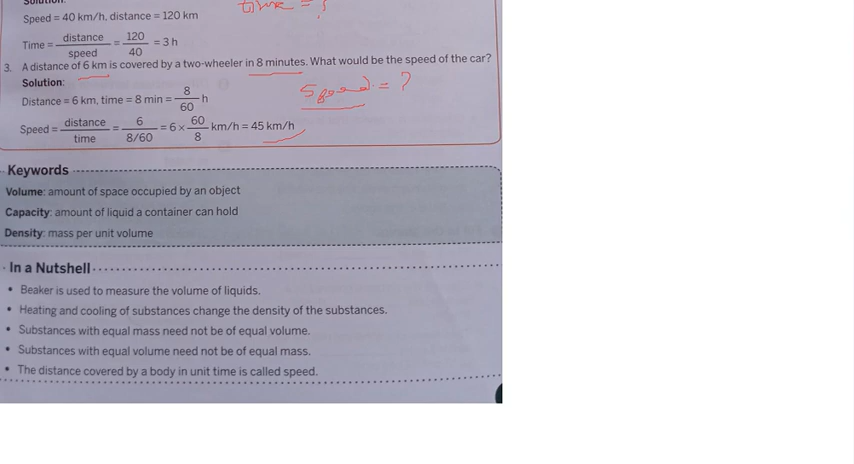 Solution:
time = ?
Speed = 40 km/h, distance = 120 km
Time = distance/speed = 120/40 = 3 h
3. A distance of 6 km is covered by a two-wheeler in 8 minutes. What would be the speed of the car?
Solution:
Speed = ?
Distance = 6 km, time = 8 min = 8/60 h
Speed = distance/time = 6/8/60 = 6 × 60/8 km/h = 45 km/h
Keywords
Volume: amount of space occupied by an object
Capacity: amount of liquid a container can hold
Density: mass per unit volume
In a Nutshell
• Beaker is used to measure the volume of liquids.
• Heating and cooling of substances change the density of the substances.
• Substances with equal mass need not be of equal volume.
• Substances with equal volume need not be of equal mass.
• The distance covered by a body in unit time is called speed.